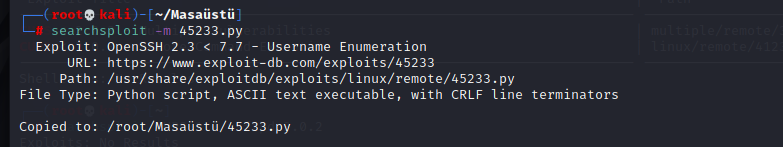 (root💀kali)-[~/Masaüstü]
# searchsploit -m 45233.py
Exploit: OpenSSH 2.3 < 7.7 - Username Enumeration
URL: https://www.exploit-db.com/exploits/45233
Path: /usr/share/exploitdb/exploits/linux/remote/45233.py
File Type: Python script, ASCII text executable, with CRLF line terminators
Copied to: /root/Masaüstü/45233.py